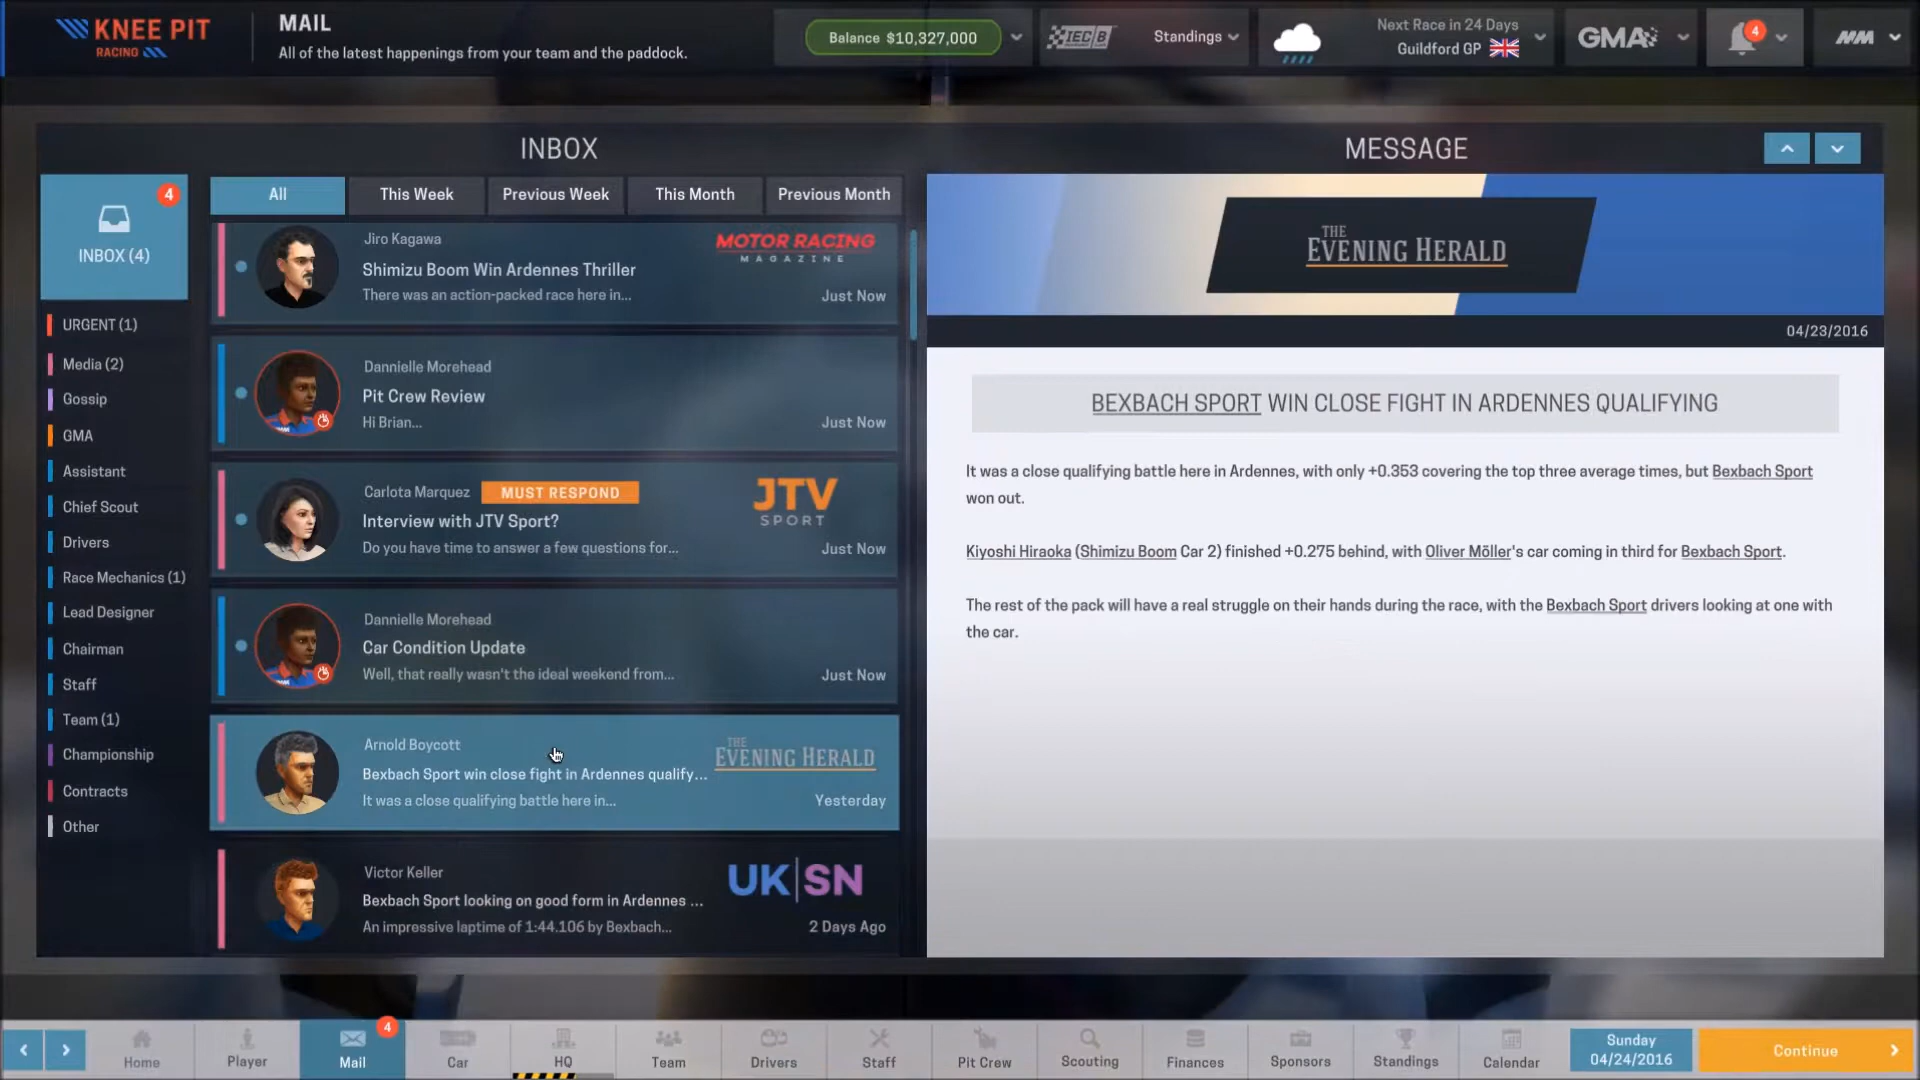 KNEE PIT
RACING
MAIL
All of the latest happenings from your team and the paddock.
Balance $10,327,000
IEC B
Standings
Next Race in 24 Days
Guildford GP
GMA
4
MM
INBOX
MESSAGE
4
INBOX (4)
URGENT (1)
Media (2)
Gossip
GMA
Assistant
Chief Scout
Drivers
Race Mechanics (1)
Lead Designer
Chairman
Staff
Team (1)
Championship
Contracts
Other
All
This Week
Previous Week
This Month
Previous Month
Jiro Kagawa
MOTOR RACING
MAGAZINE
Shimizu Boom Win Ardennes Thriller
There was an action-packed race here in...
Just Now
Dannielle Morehead
Pit Crew Review
Hi Brian...
Just Now
Carlota Marquez
MUST RESPOND
JTV
SPORT
Interview with JTV Sport?
Do you have time to answer a few questions for...
Just Now
Dannielle Morehead
Car Condition Update
Well, that really wasn't the ideal weekend from...
Just Now
Arnold Boycott
THE
EVENING HERALD
Bexbach Sport win close fight in Ardennes qualify...
It was a close qualifying battle here in...
Yesterday
Victor Keller
UK|SN
Bexbach Sport looking on good form in Ardennes ...
An impressive laptime of 1:44.106 by Bexbach...
2 Days Ago
THE
EVENING HERALD
04/23/2016
BEXBACH SPORT WIN CLOSE FIGHT IN ARDENNES QUALIFYING
It was a close qualifying battle here in Ardennes, with only +0.353 covering the top three average times, but Bexbach Sport
won out.
Kiyoshi Hiraoka (Shimizu Boom Car 2) finished +0.275 behind, with Oliver Möller's car coming in third for Bexbach Sport.
The rest of the pack will have a real struggle on their hands during the race, with the Bexbach Sport drivers looking at one with
the car.
Home
Player
Mail
4
Car
HQ
Team
Drivers
Staff
Pit Crew
Scouting
Finances
Sponsors
Standings
Calendar
Sunday
04/24/2016
Continue